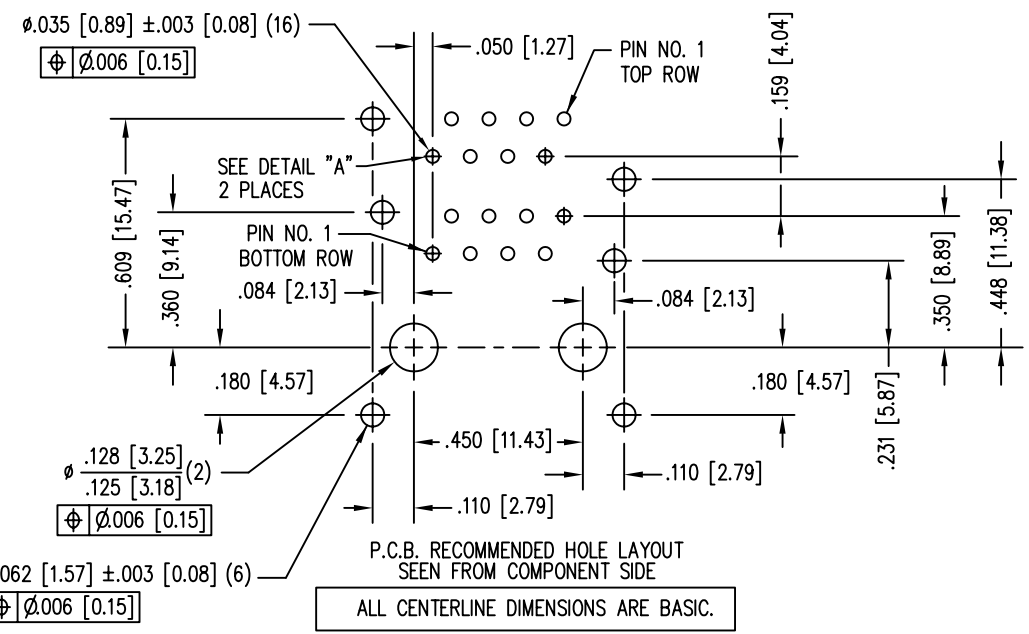 ⌀.035 [0.89] ±.003 [0.08] (16)
⌖ ⌀.006 [0.15]
.050 [1.27]
PIN NO. 1
TOP ROW
.159 [4.04]
SEE DETAIL "A"
2 PLACES
PIN NO. 1
BOTTOM ROW
.609 [15.47]
.360 [9.14]
.084 [2.13]
.084 [2.13]
.350 [8.89]
.448 [11.38]
.180 [4.57]
.180 [4.57]
.231 [5.87]
.450 [11.43]
⌀ .128 [3.25]
.125 [3.18] (2)
⌖ ⌀.006 [0.15]
.110 [2.79]
.110 [2.79]
062 [1.57] ±.003 [0.08] (6)
⌖ ⌀.006 [0.15]
P.C.B. RECOMMENDED HOLE LAYOUT
SEEN FROM COMPONENT SIDE
ALL CENTERLINE DIMENSIONS ARE BASIC.